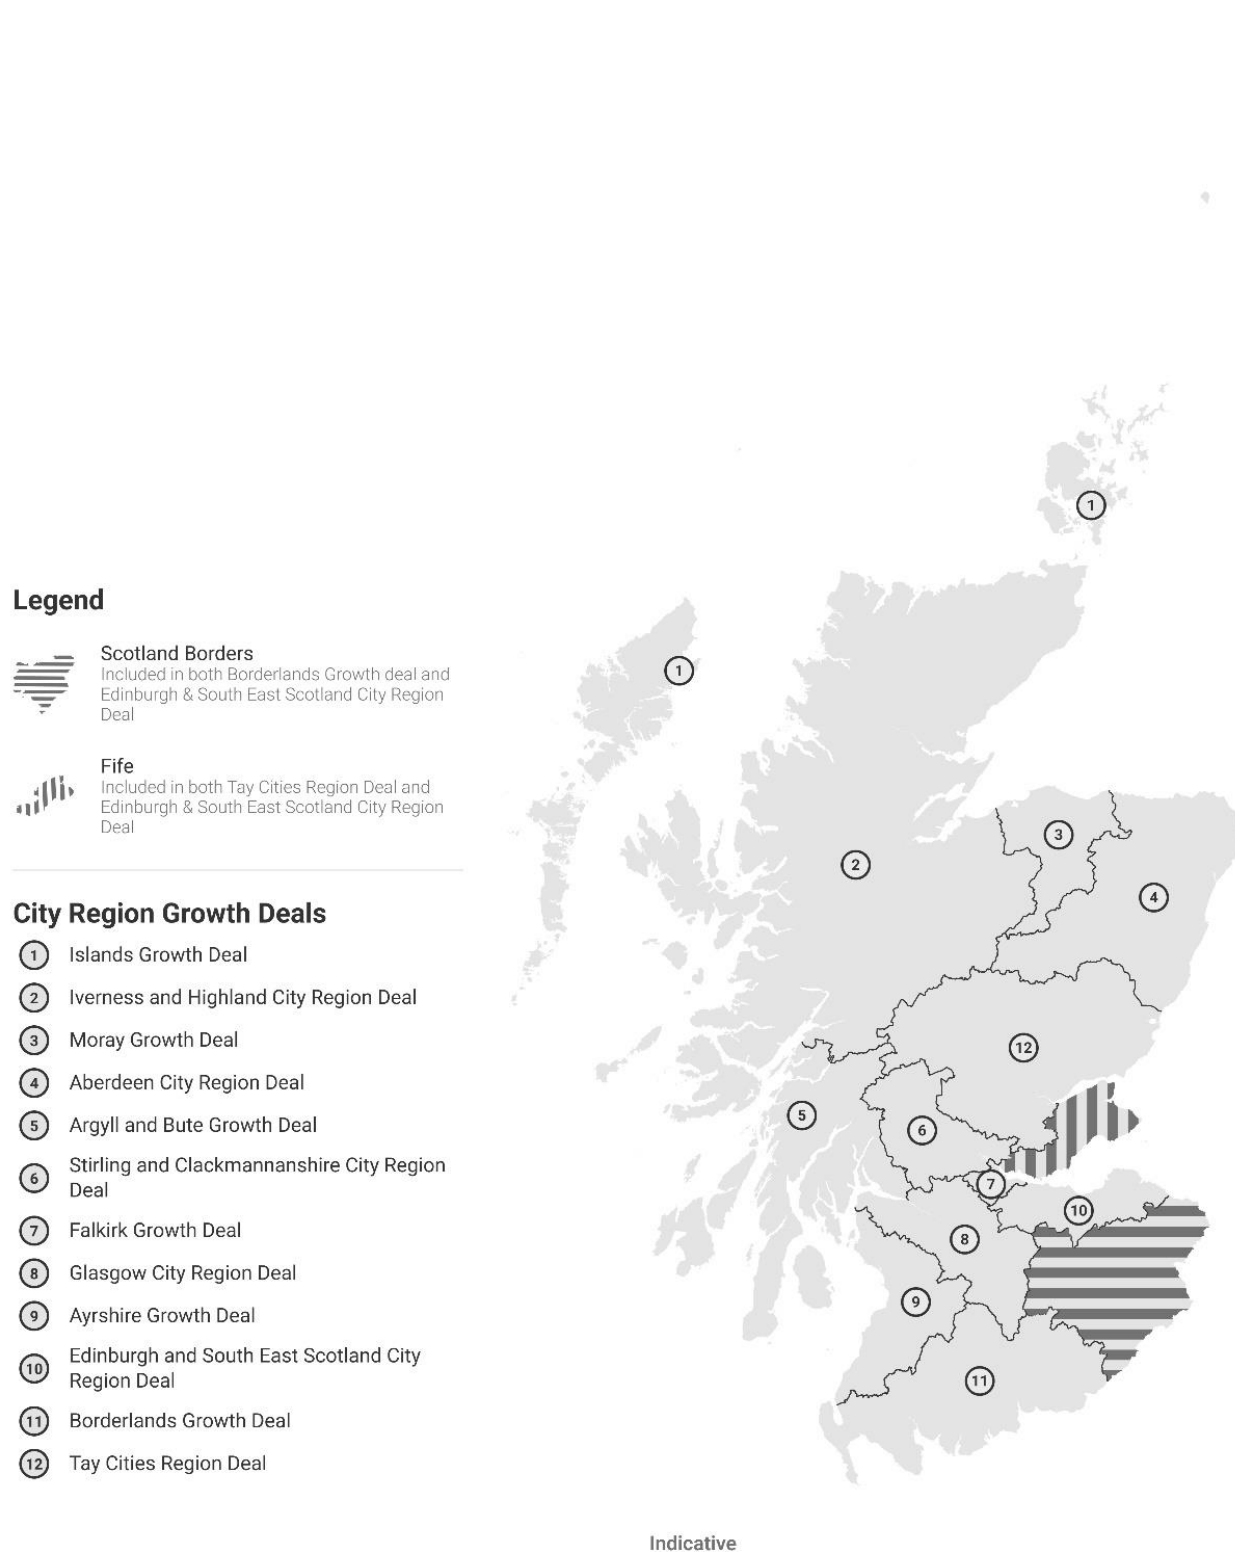 Legend
Scotland Borders
Included in both Borderlands Growth deal and
Edinburgh & South East Scotland City Region
Deal
Fife
Included in both Tay Cities Region Deal and
Edinburgh & South East Scotland City Region
Deal
City Region Growth Deals
1 Islands Growth Deal
2 Iverness and Highland City Region Deal
3 Moray Growth Deal
4 Aberdeen City Region Deal
5 Argyll and Bute Growth Deal
6 Stirling and Clackmannanshire City Region
Deal
7 Falkirk Growth Deal
8 Glasgow City Region Deal
9 Ayrshire Growth Deal
10 Edinburgh and South East Scotland City
Region Deal
11 Borderlands Growth Deal
12 Tay Cities Region Deal
1
1
3
2
4
12
5
6
7
10
8
9
11
Indicative